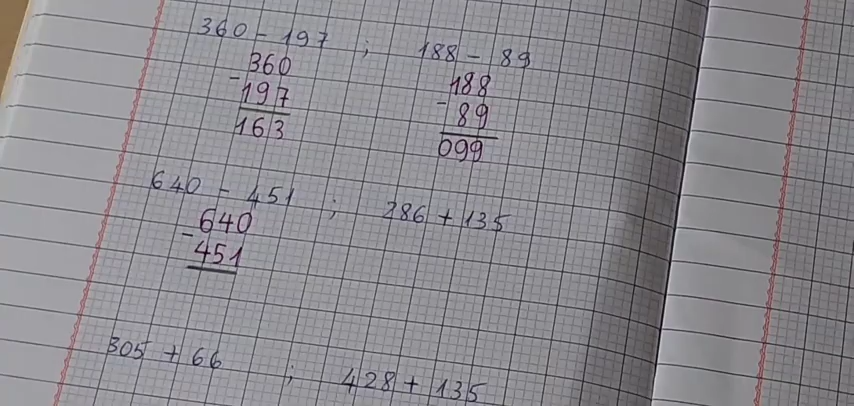 360 - 197 ; 188 - 89
- 360
197
163
188
- 89
099
640 - 451 ; 286 + 135
- 640
451
305 + 66 ; 428 + 135